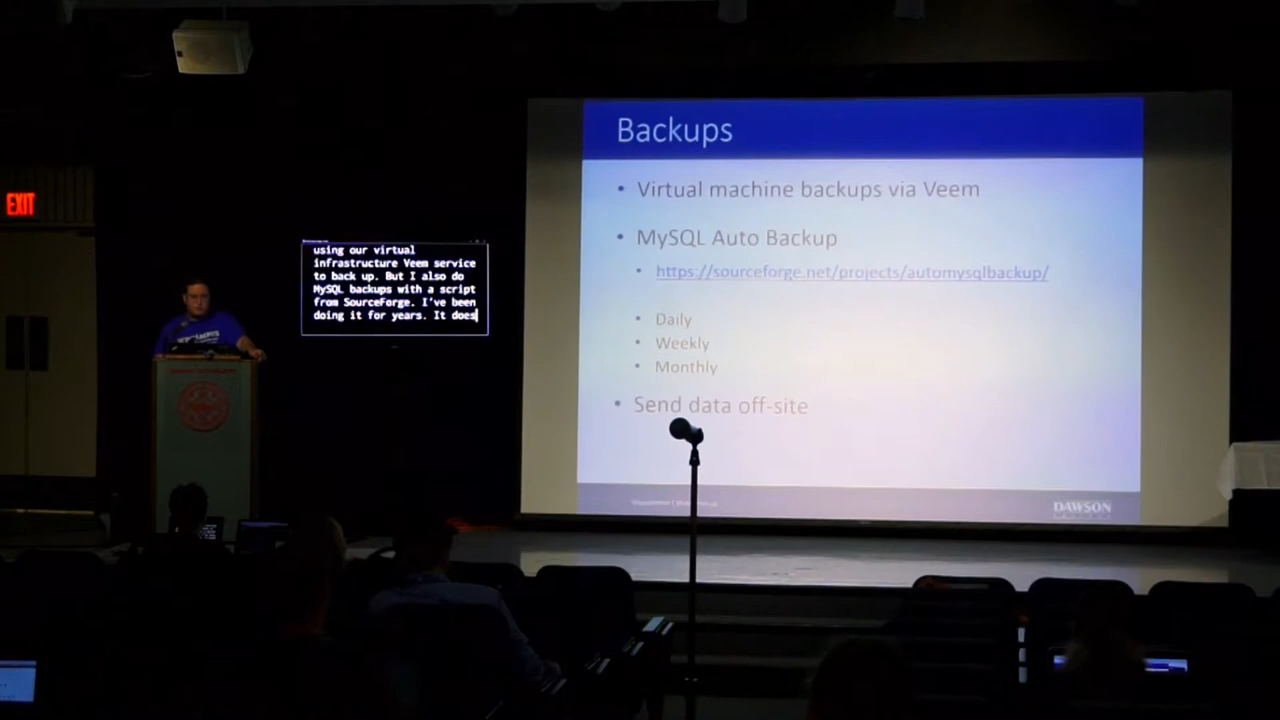 EXIT
using our virtual
infrastructure Veem service
to back up. But I also do
MySQL backups with a script
from SourceForge. I've been
doing it for years. It does
Backups
• Virtual machine backups via Veem
• MySQL Auto Backup
• https://sourceforge.net/projects/automysqlbackup/
• Daily
• Weekly
• Monthly
• Send data off-site
DAWSON